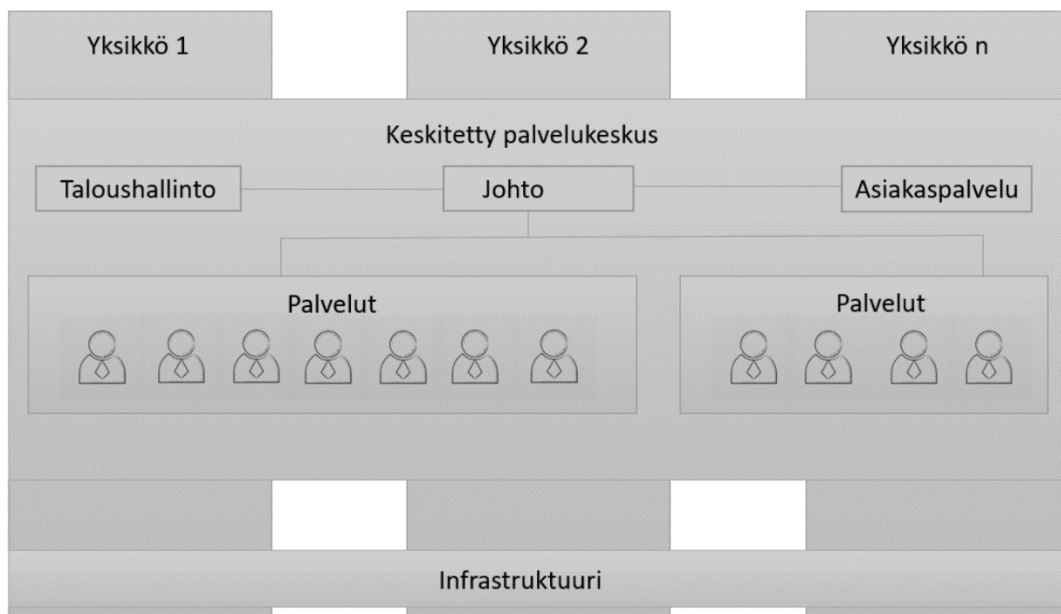 Yksikkö 1
Yksikkö 2
Yksikkö n
Keskitetty palvelukeskus
Taloushallinto
Johto
Asiakaspalvelu
Palvelut
Palvelut
Infrastruktuuri